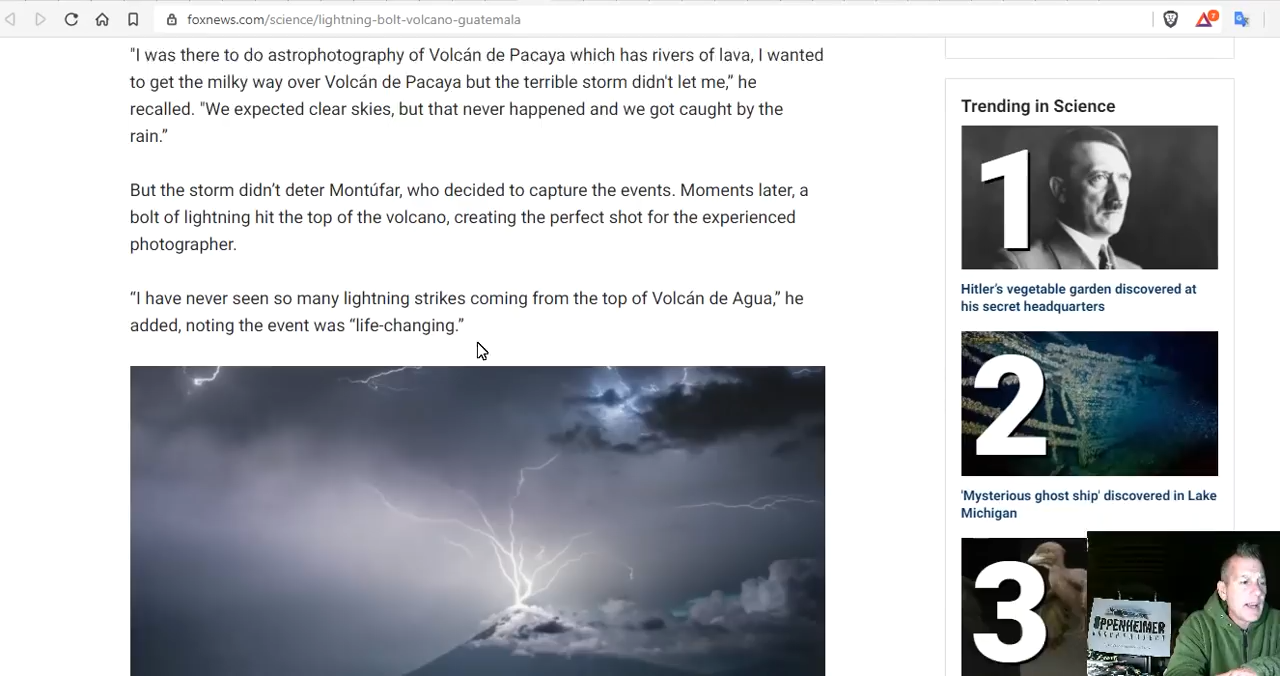 foxnews.com/science/lightning-bolt-volcano-guatemala
"I was there to do astrophotography of Volcán de Pacaya which has rivers of lava, I wanted
to get the milky way over Volcán de Pacaya but the terrible storm didn't let me,” he
recalled. "We expected clear skies, but that never happened and we got caught by the
rain.”
But the storm didn’t deter Montúfar, who decided to capture the events. Moments later, a
bolt of lightning hit the top of the volcano, creating the perfect shot for the experienced
photographer.
“I have never seen so many lightning strikes coming from the top of Volcán de Agua,” he
added, noting the event was “life-changing.”
Trending in Science
1
Hitler’s vegetable garden discovered at
his secret headquarters
2
'Mysterious ghost ship' discovered in Lake
Michigan
3
OPPENHEIMER